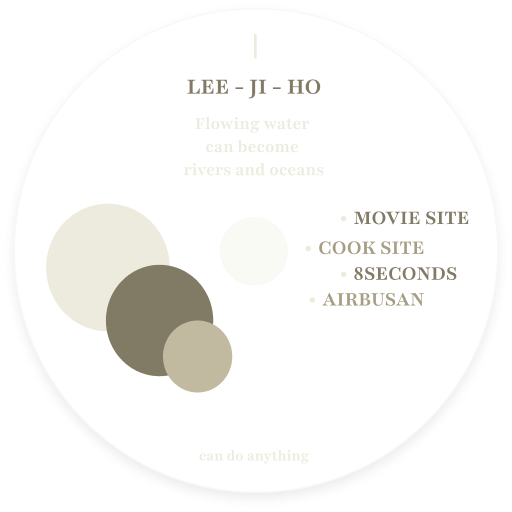 LEE - JI - HO
Flowing water
can become
rivers and oceans
• MOVIE SITE
• COOK SITE
• 8SECONDS
• AIRBUSAN
can do anything